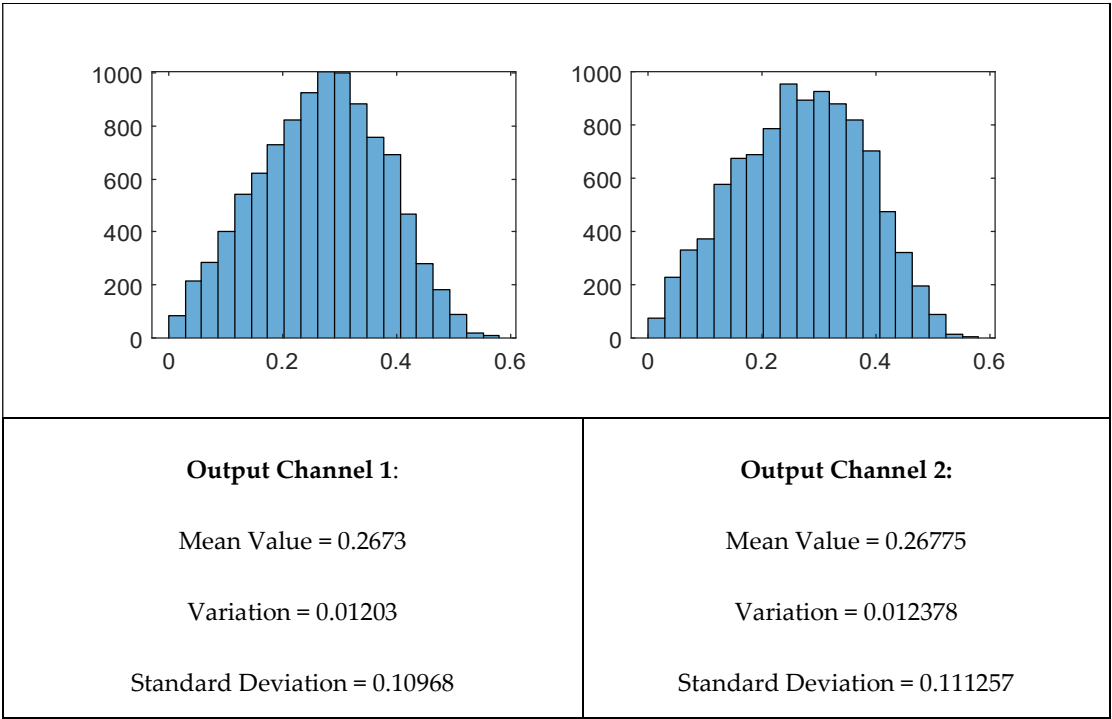 1000
800
600
400
200
0
0 0.2 0.4 0.6
1000
800
600
400
200
0
0 0.2 0.4 0.6
Output Channel 1:
Mean Value = 0.2673
Variation = 0.01203
Standard Deviation = 0.10968
Output Channel 2:
Mean Value = 0.26775
Variation = 0.012378
Standard Deviation = 0.111257